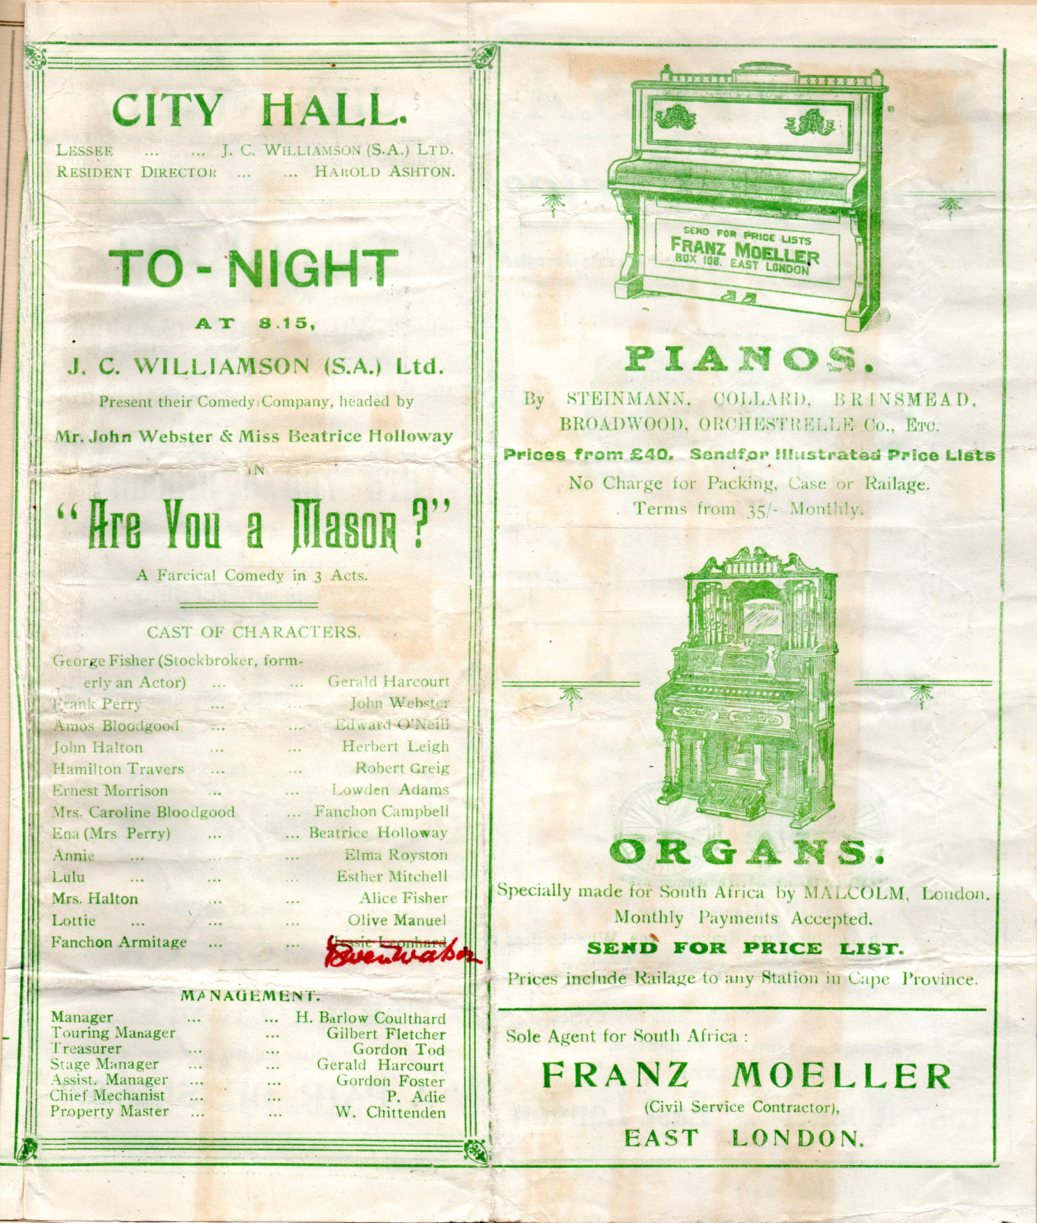 CITY HALL.
LESSEE ... ... J. C. WILLIAMSON (S.A.) LTD.
RESIDENT DIRECTOR ... ... HAROLD ASHTON.
TO-NIGHT
AT 8.15,
J. C. WILLIAMSON (S.A.) Ltd.
Present their Comedy Company, headed by
Mr. John Webster & Miss Beatrice Holloway
IN
"Are You a Mason?"
A Farcical Comedy in 3 Acts.
CAST OF CHARACTERS.
George Fisher (Stockbroker, form-
erly an Actor) ... ... Gerald Harcourt
Frank Perry ... ... John Webster
Amos Bloodgood ... ... Edward O'Neill
John Halton ... ... Herbert Leigh
Hamilton Travers ... ... Robert Greig
Ernest Morrison ... ... Lowden Adams
Mrs. Caroline Bloodgood ... Fanchon Campbell
Ena (Mrs. Perry) ... ... Beatrice Holloway
Annie ... ... ... Elma Royston
Lulu ... ... ... Esther Mitchell
Mrs. Halton ... ... Alice Fisher
Lottie ... ... ... Olive Manuel
Fanchon Armitage ... ... Jessie Leonhard
MANAGEMENT.
Manager ... ... H. Barlow Coulthard
Touring Manager ... Gilbert Fletcher
Treasurer ... ... Gordon Tod
Stage Manager ... ... Gerald Harcourt
Assist. Manager ... ... Gordon Foster
Chief Mechanist ... ... P. Adie
Property Master ... ... W. Chittenden
SEND FOR PRICE LISTS
FRANZ MOELLER
BOX 108. EAST LONDON
PIANOS.
By STEINMANN, COLLARD, BRINSMEAD,
BROADWOOD, ORCHESTRELLE Co., ETC.
Prices from £40. Send for Illustrated Price Lists
No Charge for Packing, Case or Railage.
Terms from 35/- Monthly.
ORGANS.
Specially made for South Africa by MALCOLM, London.
Monthly Payments Accepted.
SEND FOR PRICE LIST.
Prices include Railage to any Station in Cape Province.
Sole Agent for South Africa :
FRANZ MOELLER
(Civil Service Contractor),
EAST LONDON.